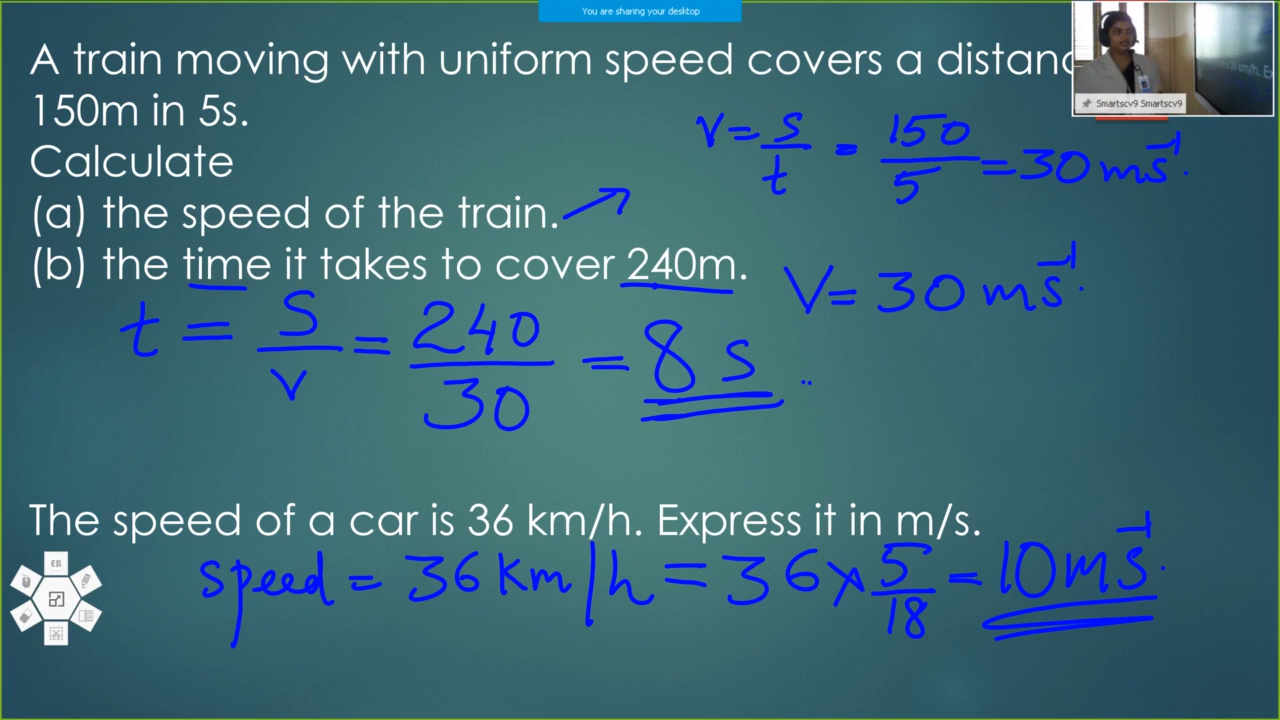 You are sharing your desktop
A train moving with uniform speed covers a
150m in 5s.
Calculate
(a) the speed of the train.
(b) the time it takes to cover 240m.
v = s/t = 150/5 = 30 ms⁻¹.
V = 30 ms⁻¹.
t = S/v = 240/30 = 8 s
The speed of a car is 36 km/h. Express it in m/s.
speed = 36 Km/h = 36 × 5/18 = 10 ms⁻¹.
Smartscv9 Smartscv9
EB